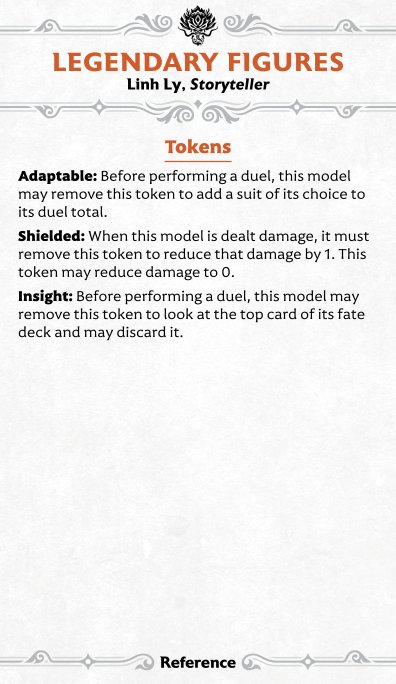 LEGENDARY FIGURES
Linh Ly, Storyteller
Tokens
Adaptable: Before performing a duel, this model
may remove this token to add a suit of its choice to
its duel total.
Shielded: When this model is dealt damage, it must
remove this token to reduce that damage by 1. This
token may reduce damage to 0.
Insight: Before performing a duel, this model may
remove this token to look at the top card of its fate
deck and may discard it.
Reference